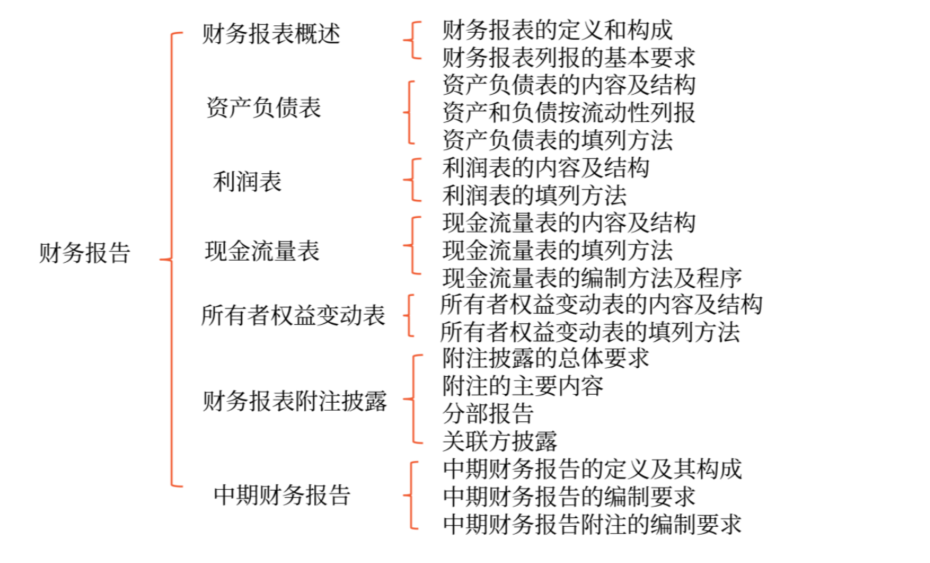 财务报告
财务报表概述
财务报表的定义和构成
财务报表列报的基本要求
资产负债表
资产负债表的内容及结构
资产和负债按流动性列报
资产负债表的填列方法
利润表
利润表的内容及结构
利润表的填列方法
现金流量表
现金流量表的内容及结构
现金流量表的填列方法
现金流量表的编制方法及程序
所有者权益变动表
所有者权益变动表的内容及结构
所有者权益变动表的填列方法
财务报表附注披露
附注披露的总体要求
附注的主要内容
分部报告
关联方披露
中期财务报告
中期财务报告的定义及其构成
中期财务报告的编制要求
中期财务报告附注的编制要求